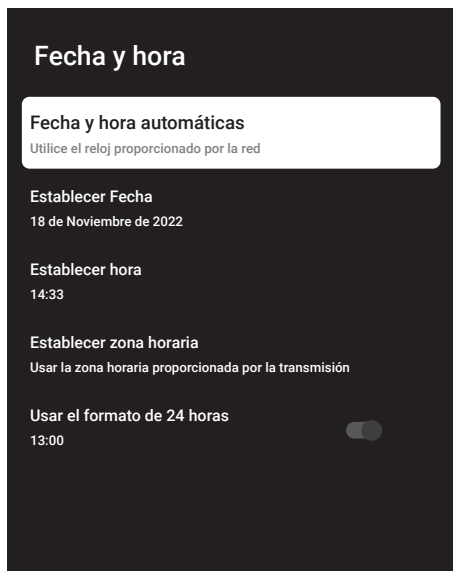 Fecha y hora
Fecha y hora automáticas
Utilice el reloj proporcionado por la red
Establecer Fecha
18 de Noviembre de 2022
Establecer hora
14:33
Establecer zona horaria
Usar la zona horaria proporcionada por la transmisión
Usar el formato de 24 horas
13:00